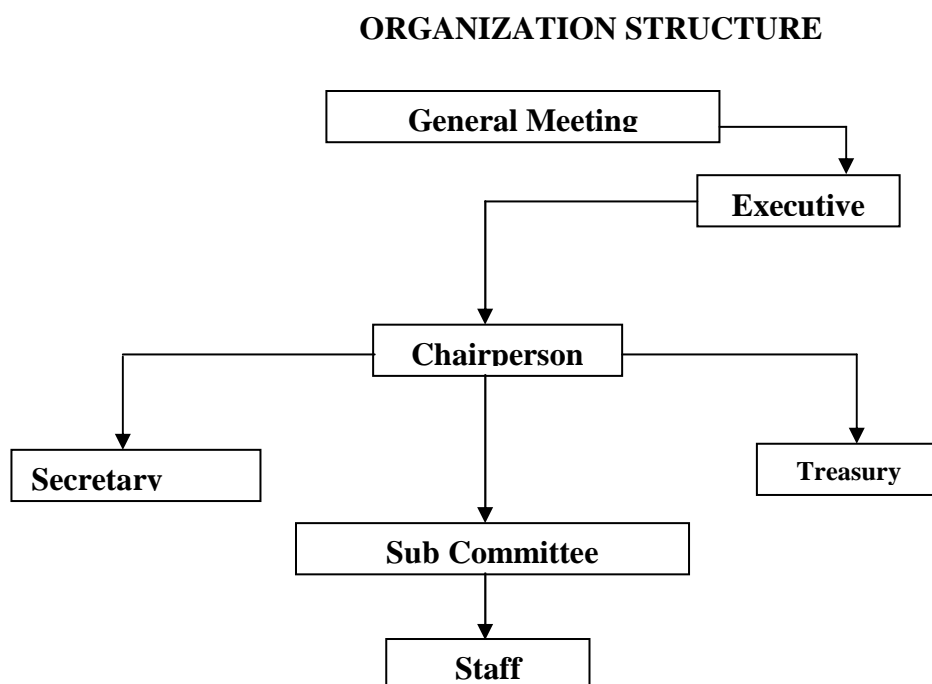 ORGANIZATION STRUCTURE
General Meeting
Executive
Chairperson
Secretary
Treasury
Sub Committee
Staff